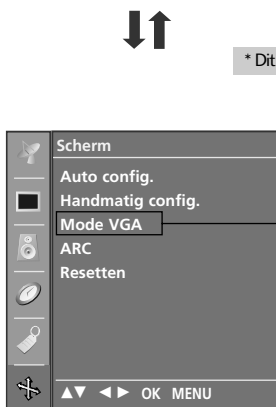 * Dit
Scherm
Auto config.
Handmatig config.
Mode VGA
ARC
Resetten
▲▼ ◄► OK MENU